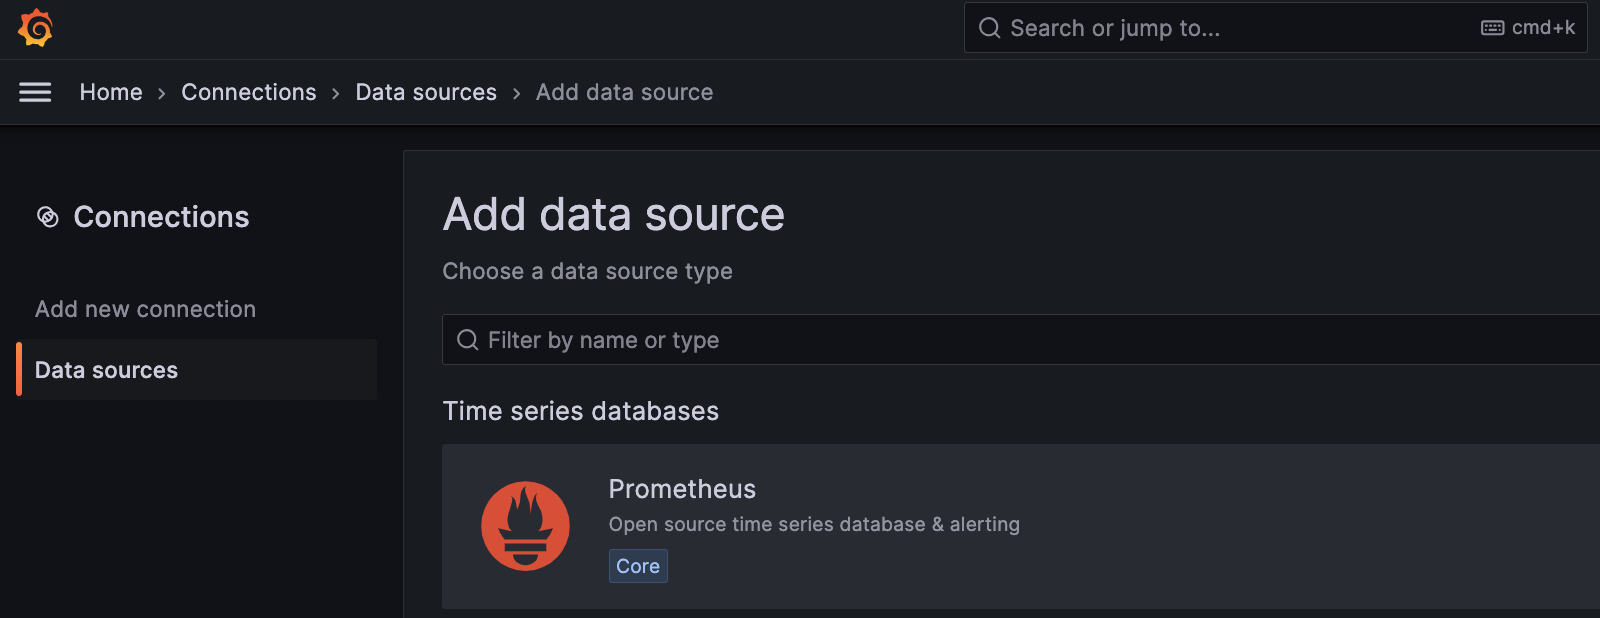 Search or jump to... cmd+k
Home › Connections › Data sources › Add data source
Connections
Add new connection
Data sources
Add data source
Choose a data source type
Filter by name or type
Time series databases
Prometheus
Open source time series database & alerting
Core